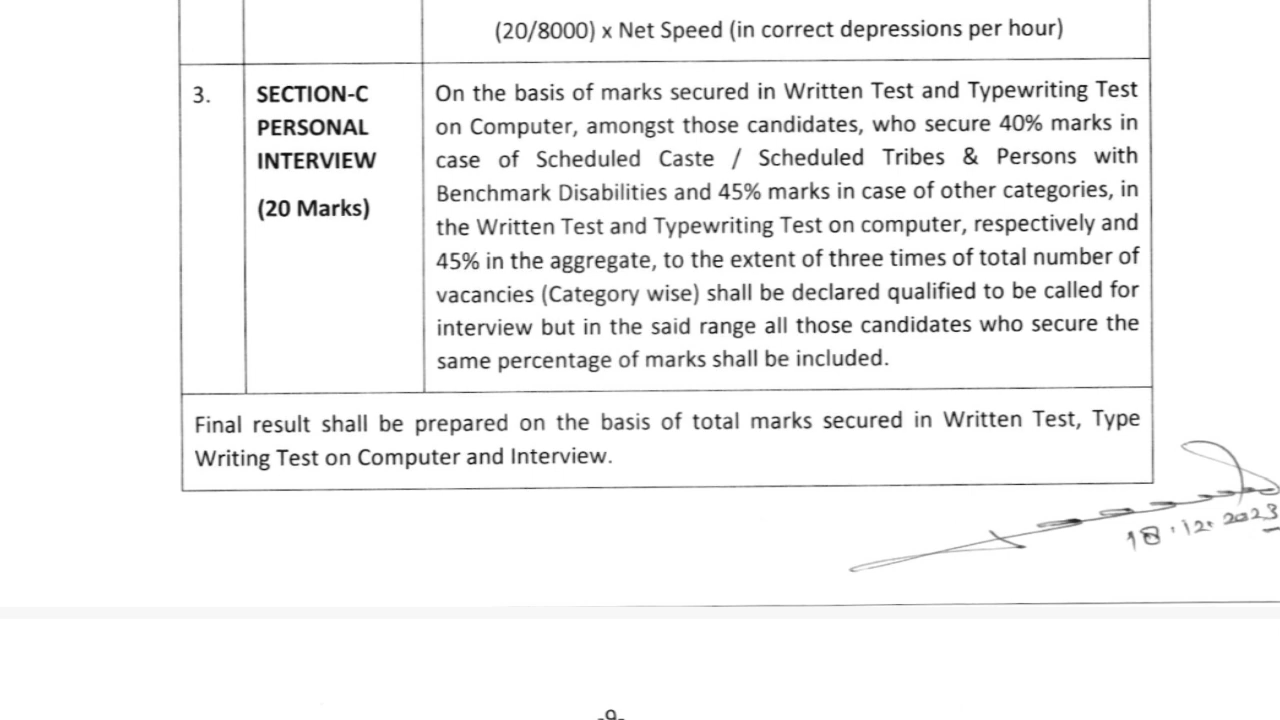 (20/8000) x Net Speed (in correct depressions per hour)
3.
SECTION-C
PERSONAL
INTERVIEW
(20 Marks)
On the basis of marks secured in Written Test and Typewriting Test
on Computer, amongst those candidates, who secure 40% marks in
case of Scheduled Caste / Scheduled Tribes & Persons with
Benchmark Disabilities and 45% marks in case of other categories, in
the Written Test and Typewriting Test on computer, respectively and
45% in the aggregate, to the extent of three times of total number of
vacancies (Category wise) shall be declared qualified to be called for
interview but in the said range all those candidates who secure the
same percentage of marks shall be included.
Final result shall be prepared on the basis of total marks secured in Written Test, Type
Writing Test on Computer and Interview.
18.12.2023
-9-